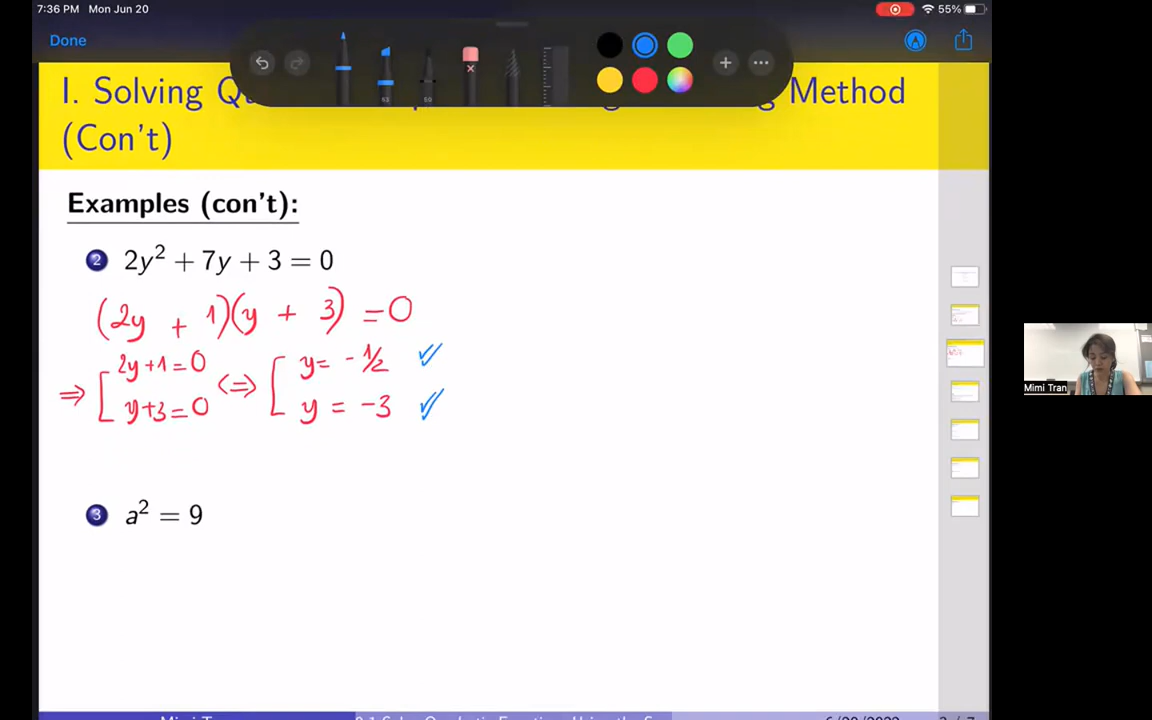 7:36 PM Mon Jun 20
55%
Done
I. Solving Method
(Con't)
Examples (con't):
2 2y² + 7y + 3 = 0
(2y + 1)(y + 3) = 0
⇒ [ 2y+1=0 <=> [ y= -1/2 ✓
y+3=0 y = -3 ✓
3 a² = 9
Mimi Tran